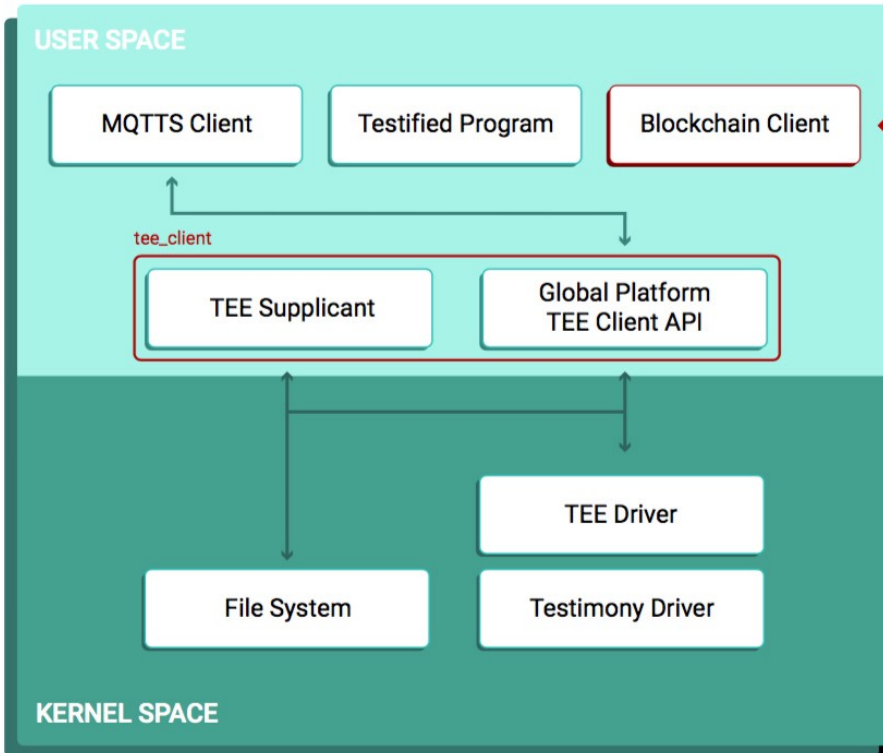 USER SPACE
MQTTS Client
Testified Program
Blockchain Client
tee_client
TEE Supplicant
Global Platform
TEE Client API
TEE Driver
File System
Testimony Driver
KERNEL SPACE